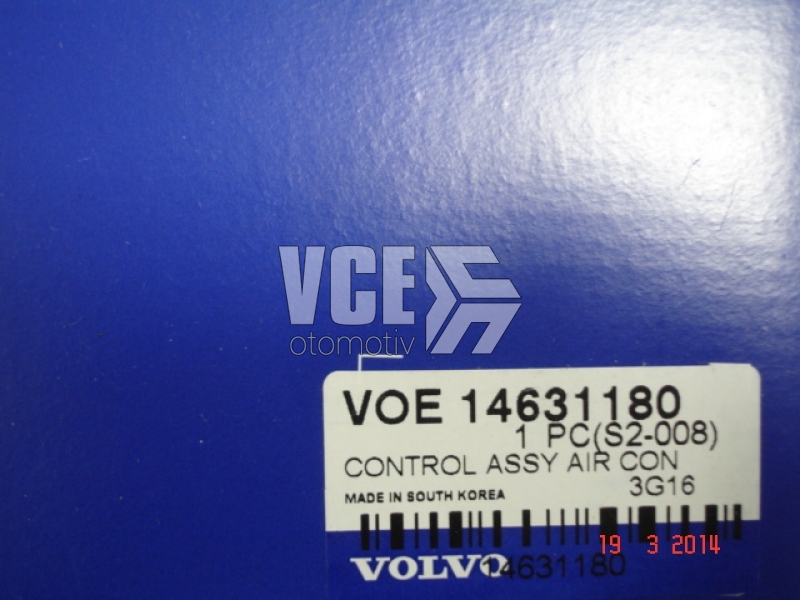 VCE
otomotiv
VOE 14631180
1 PC(S2-008)
CONTROL ASSY AIR CON
MADE IN SOUTH KOREA 3G16
19 3 2014
VOLVO 14631180